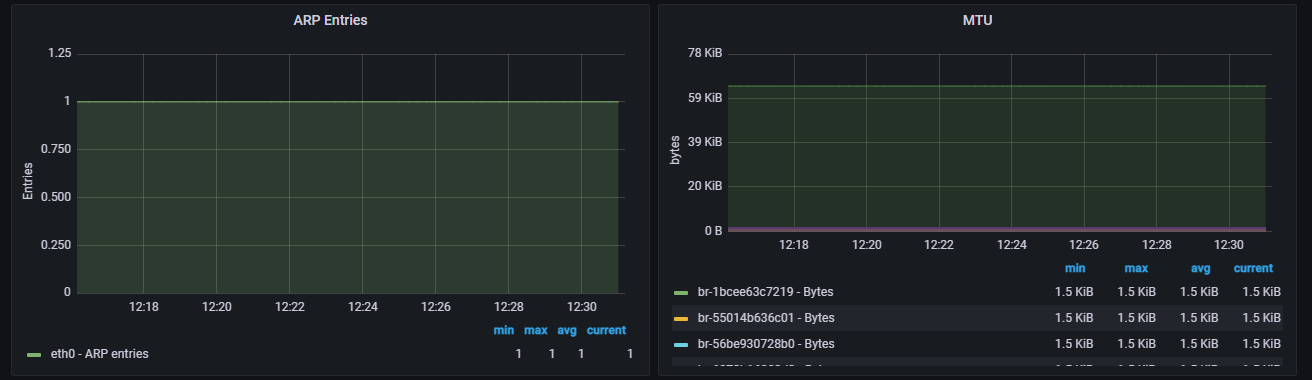 ARP Entries
1.25
1
0.750
0.500
0.250
0
Entries
12:18 12:20 12:22 12:24 12:26 12:28 12:30
min max avg current
eth0 - ARP entries 1 1 1 1
MTU
78 KiB
59 KiB
39 KiB
20 KiB
0 B
bytes
12:18 12:20 12:22 12:24 12:26 12:28 12:30
min max avg current
br-1bcee63c7219 - Bytes 1.5 KiB 1.5 KiB 1.5 KiB 1.5 KiB
br-55014b636c01 - Bytes 1.5 KiB 1.5 KiB 1.5 KiB 1.5 KiB
br-56be930728b0 - Bytes 1.5 KiB 1.5 KiB 1.5 KiB 1.5 KiB